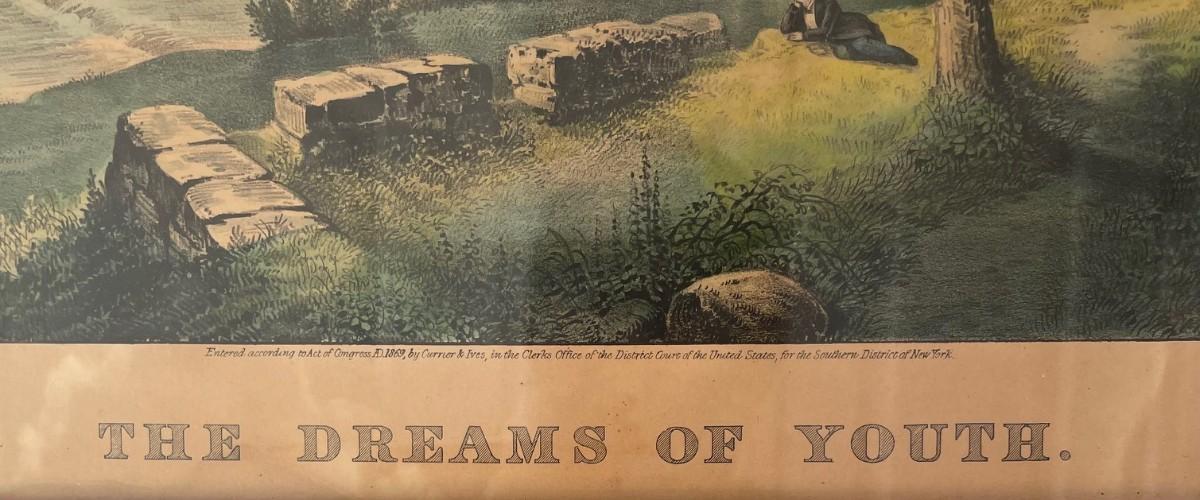 Entered according to Act of Congress A.D. 1869, by Currier & Ives, in the Clerks Office of the District Court of the United States, for the Southern District of New York.
THE DREAMS OF YOUTH.